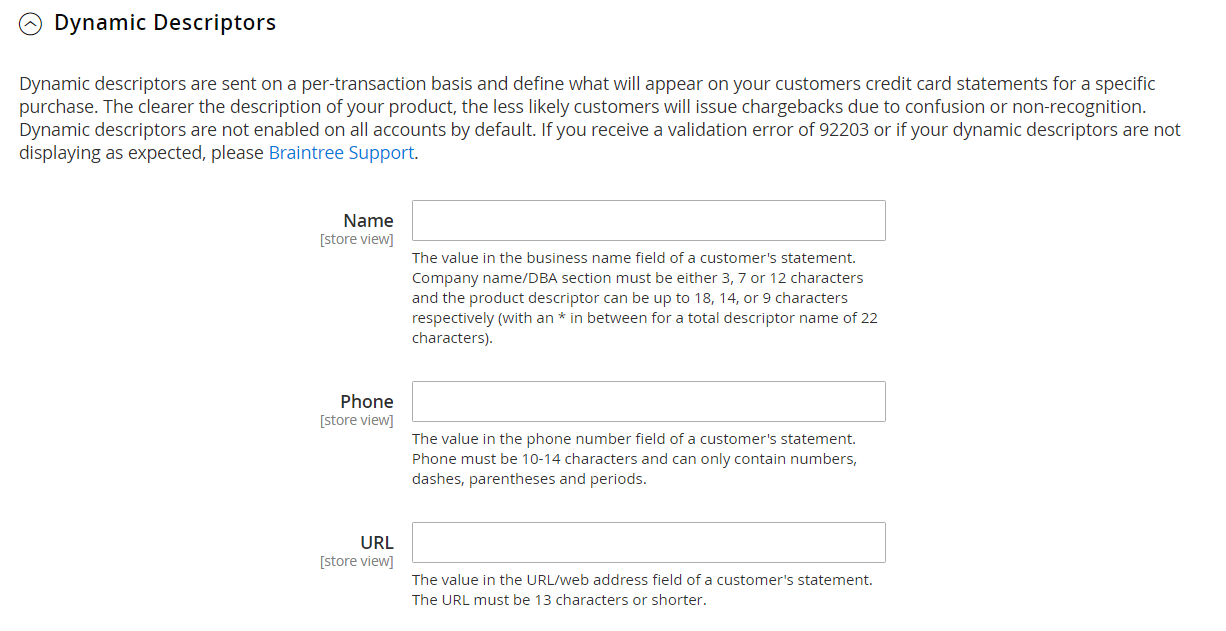 Dynamic Descriptors
Dynamic descriptors are sent on a per-transaction basis and define what will appear on your customers credit card statements for a specific
purchase. The clearer the description of your product, the less likely customers will issue chargebacks due to confusion or non-recognition.
Dynamic descriptors are not enabled on all accounts by default. If you receive a validation error of 92203 or if your dynamic descriptors are not
displaying as expected, please Braintree Support.
Name
[store view]
The value in the business name field of a customer's statement.
Company name/DBA section must be either 3, 7 or 12 characters
and the product descriptor can be up to 18, 14, or 9 characters
respectively (with an * in between for a total descriptor name of 22
characters).
Phone
[store view]
The value in the phone number field of a customer's statement.
Phone must be 10-14 characters and can only contain numbers,
dashes, parentheses and periods.
URL
[store view]
The value in the URL/web address field of a customer's statement.
The URL must be 13 characters or shorter.